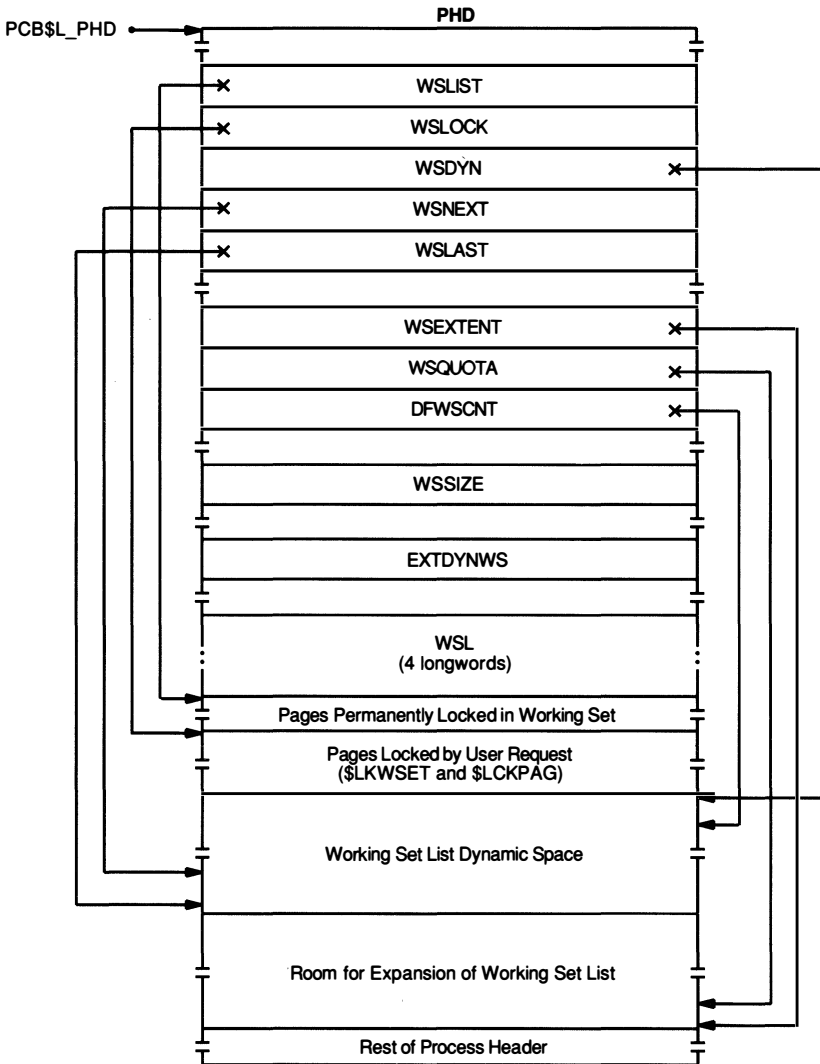 PHD
PCB$L_PHD
WSLIST
WSLOCK
WSDYN
WSNEXT
WSLAST
WSEXTENT
WSQUOTA
DFWSCNT
WSSIZE
EXTDYNWS
WSL
(4 longwords)
Pages Permanently Locked in Working Set
Pages Locked by User Request
($LKWSET and $LCKPAG)
Working Set List Dynamic Space
Room for Expansion of Working Set List
Rest of Process Header